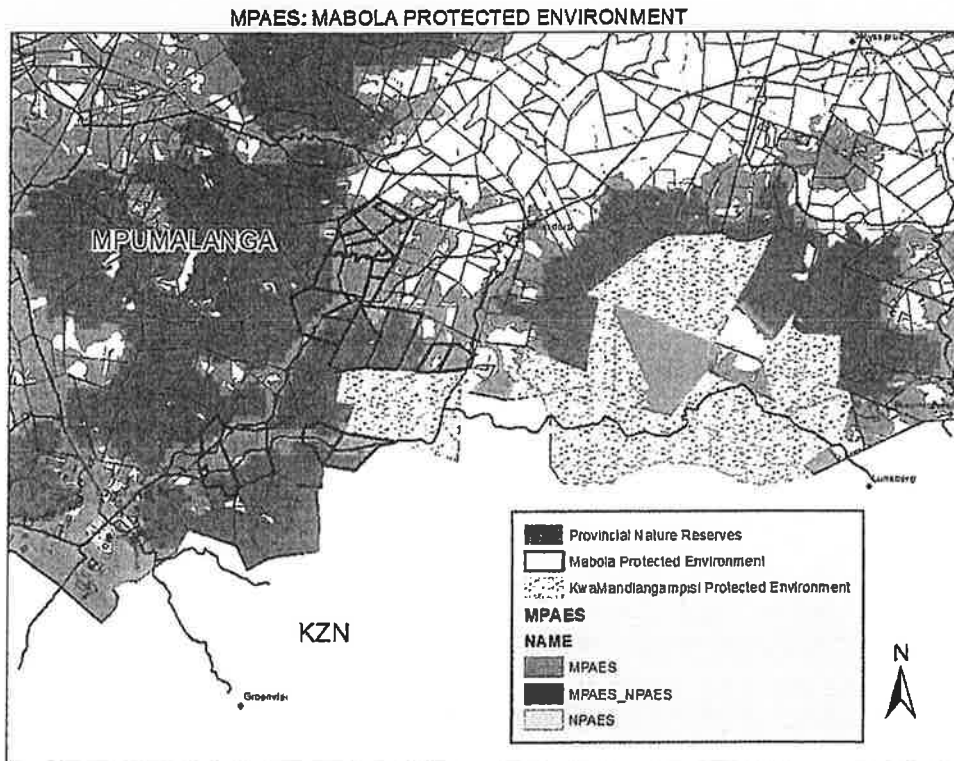 MPAES: MABOLA PROTECTED ENVIRONMENT
MPUMALANGA
KZN
Provincial Nature Reserves
Mabola Protected Environment
KwaMandlangampisi Protected Environment
MPAES
NAME
MPAES
MPAES_NPAES
NPAES
N